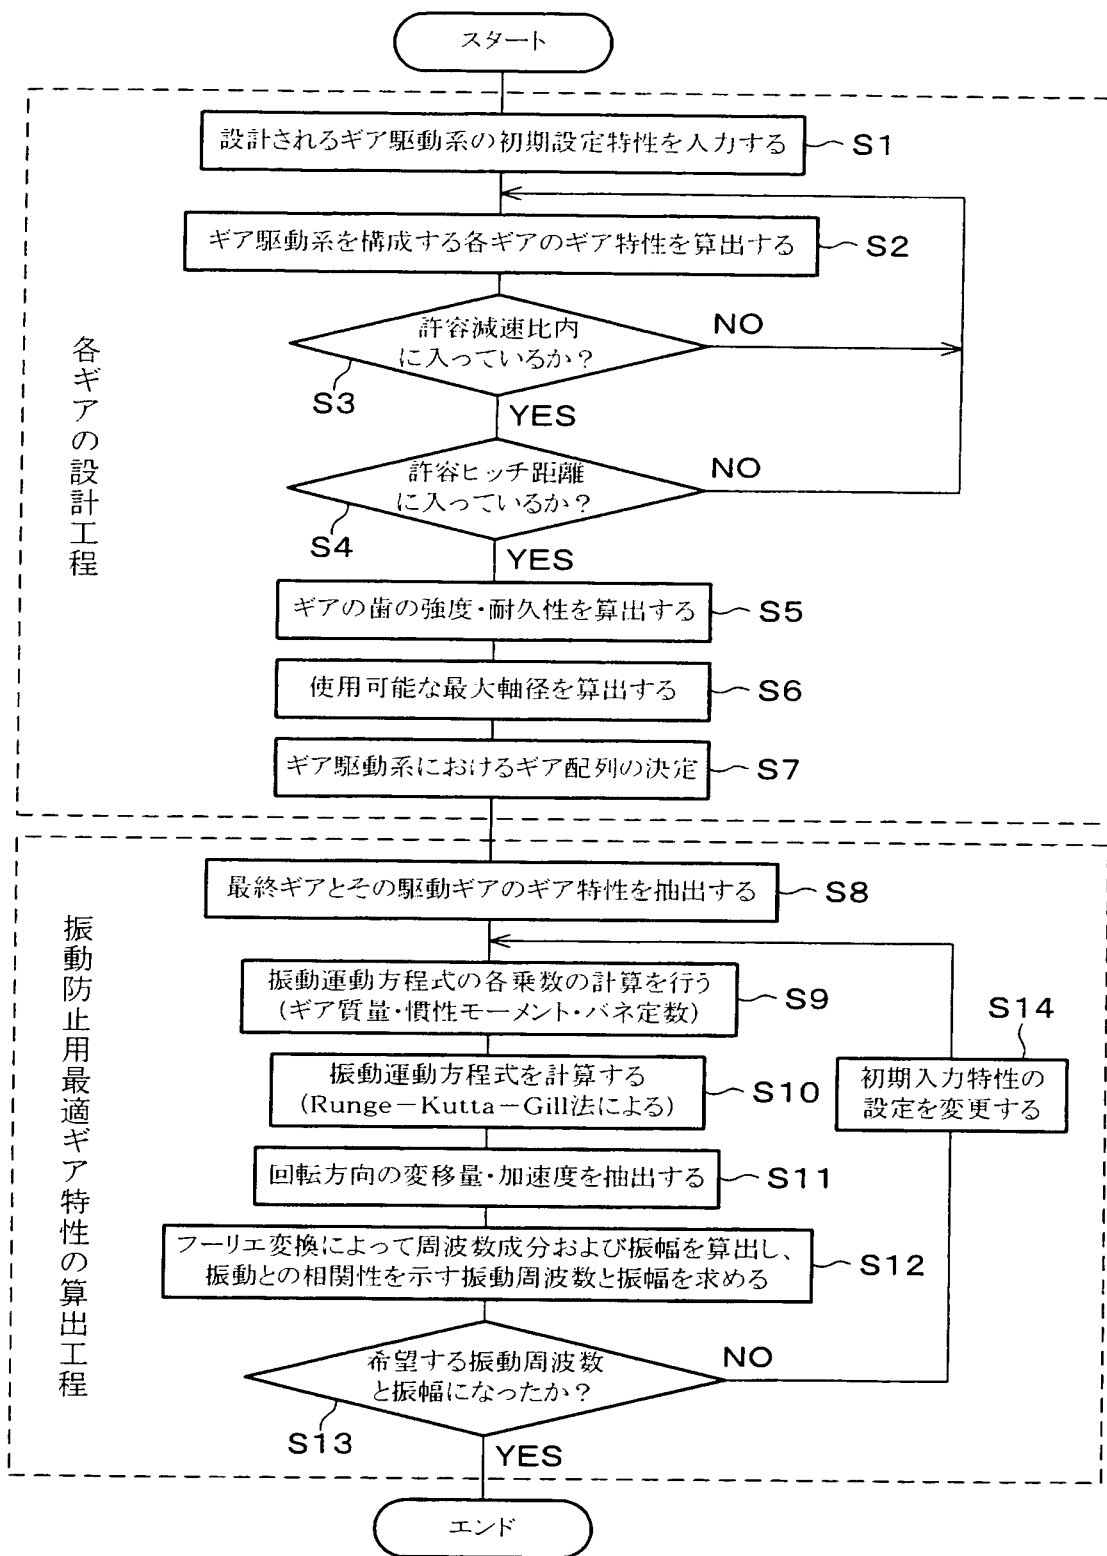 スタート
各ギアの設計工程
設計されるギア駆動系の初期設定特性を入力する
S1
ギア駆動系を構成する各ギアのギア特性を算出する
S2
許容減速比内
に入っているか？
NO
S3
YES
許容ピッチ距離
に入っているか？
NO
S4
YES
ギアの歯の強度・耐久性を算出する
S5
使用可能な最大軸径を算出する
S6
ギア駆動系におけるギア配列の決定
S7
振動防止用最適ギア特性の算出工程
最終ギアとその駆動ギアのギア特性を抽出する
S8
振動運動方程式の各乗数の計算を行う
(ギア質量・慣性モーメント・バネ定数)
S9
S14
初期入力特性の
設定を変更する
振動運動方程式を計算する
(Runge－Kutta－Gill法による)
S10
回転方向の変移量・加速度を抽出する
S11
フーリエ変換によって周波数成分および振幅を算出し、
振動との相関性を示す振動周波数と振幅を求める
S12
希望する振動周波数
と振幅になったか？
NO
S13
YES
エンド